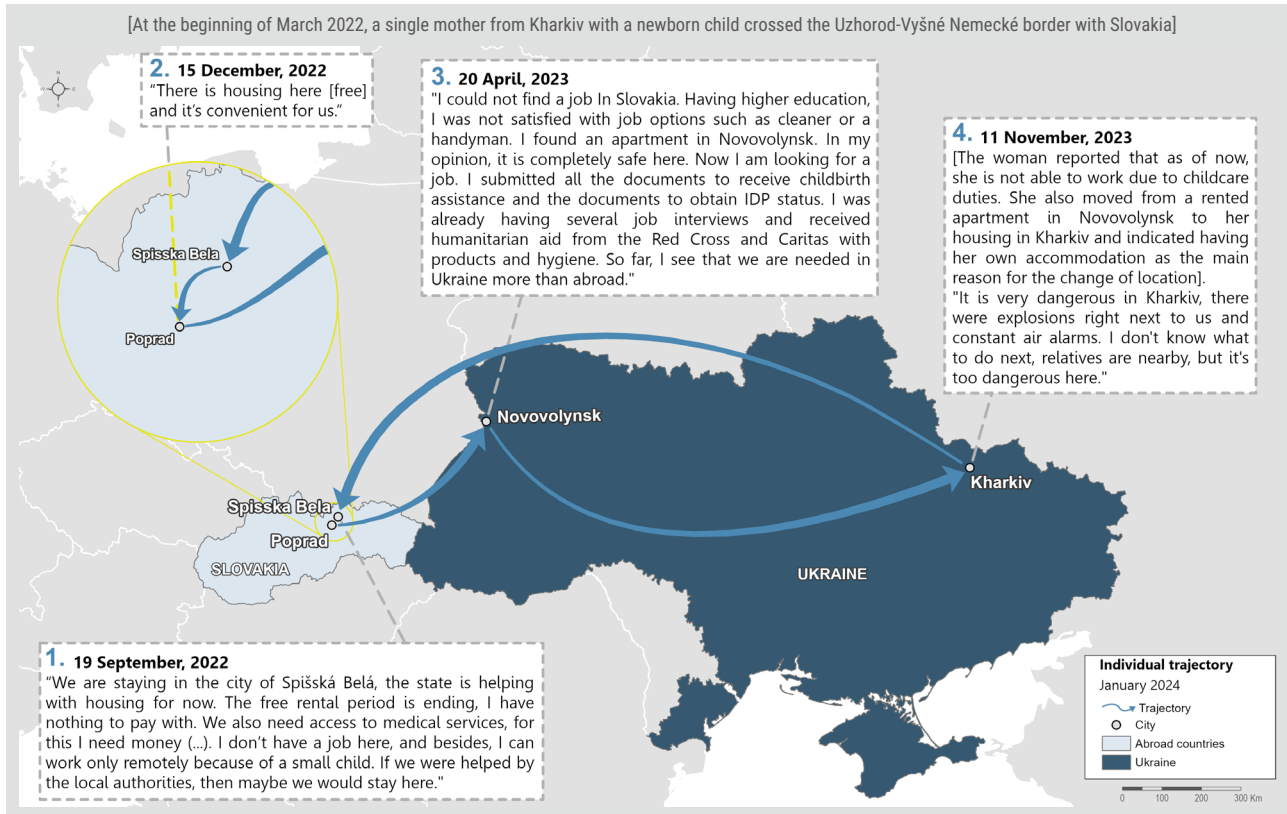 [At the beginning of March 2022, a single mother from Kharkiv with a newborn child crossed the Uzhorod-Vyšné Nemecké border with Slovakia]
2. 15 December, 2022
“There is housing here [free]
and it’s convenient for us.”
3. 20 April, 2023
"I could not find a job In Slovakia. Having higher education,
I was not satisfied with job options such as cleaner or a
handyman. I found an apartment in Novovolynsk. In my
opinion, it is completely safe here. Now I am looking for a
job. I submitted all the documents to receive childbirth
assistance and the documents to obtain IDP status. I was
already having several job interviews and received
humanitarian aid from the Red Cross and Caritas with
products and hygiene. So far, I see that we are needed in
Ukraine more than abroad."
4. 11 November, 2023
[The woman reported that as of now,
she is not able to work due to childcare
duties. She also moved from a rented
apartment in Novovolynsk to her
housing in Kharkiv and indicated having
her own accommodation as the main
reason for the change of location].
"It is very dangerous in Kharkiv, there
were explosions right next to us and
constant air alarms. I don't know what
to do next, relatives are nearby, but it's
too dangerous here."
N
W E
S
Spisska Bela
Poprad
Novovolynsk
Kharkiv
Spisska Bela
Poprad
SLOVAKIA
UKRAINE
1. 19 September, 2022
“We are staying in the city of Spišská Belá, the state is helping
with housing for now. The free rental period is ending, I have
nothing to pay with. We also need access to medical services, for
this I need money (...). I don’t have a job here, and besides, I can
work only remotely because of a small child. If we were helped by
the local authorities, then maybe we would stay here."
Individual trajectory
January 2024
Trajectory
City
Abroad countries
Ukraine
0 100 200 300 Km